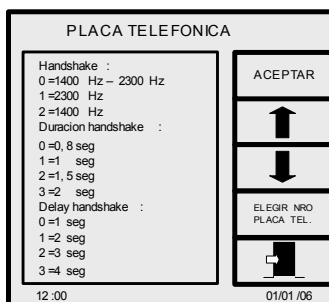 PLACA TELEFONICA
Handshake :
0 =1400 Hz – 2300 Hz
1 =2300 Hz
2 =1400 Hz
Duracion handshake :
0 =0, 8 seg
1 =1 seg
2 =1, 5 seg
3 =2 seg
Delay handshake :
0 =1 seg
1 =2 seg
2 =3 seg
3 =4 seg
ACEPTAR
ELEGIR NRO
PLACA TEL.
12 :00
01/01 /06